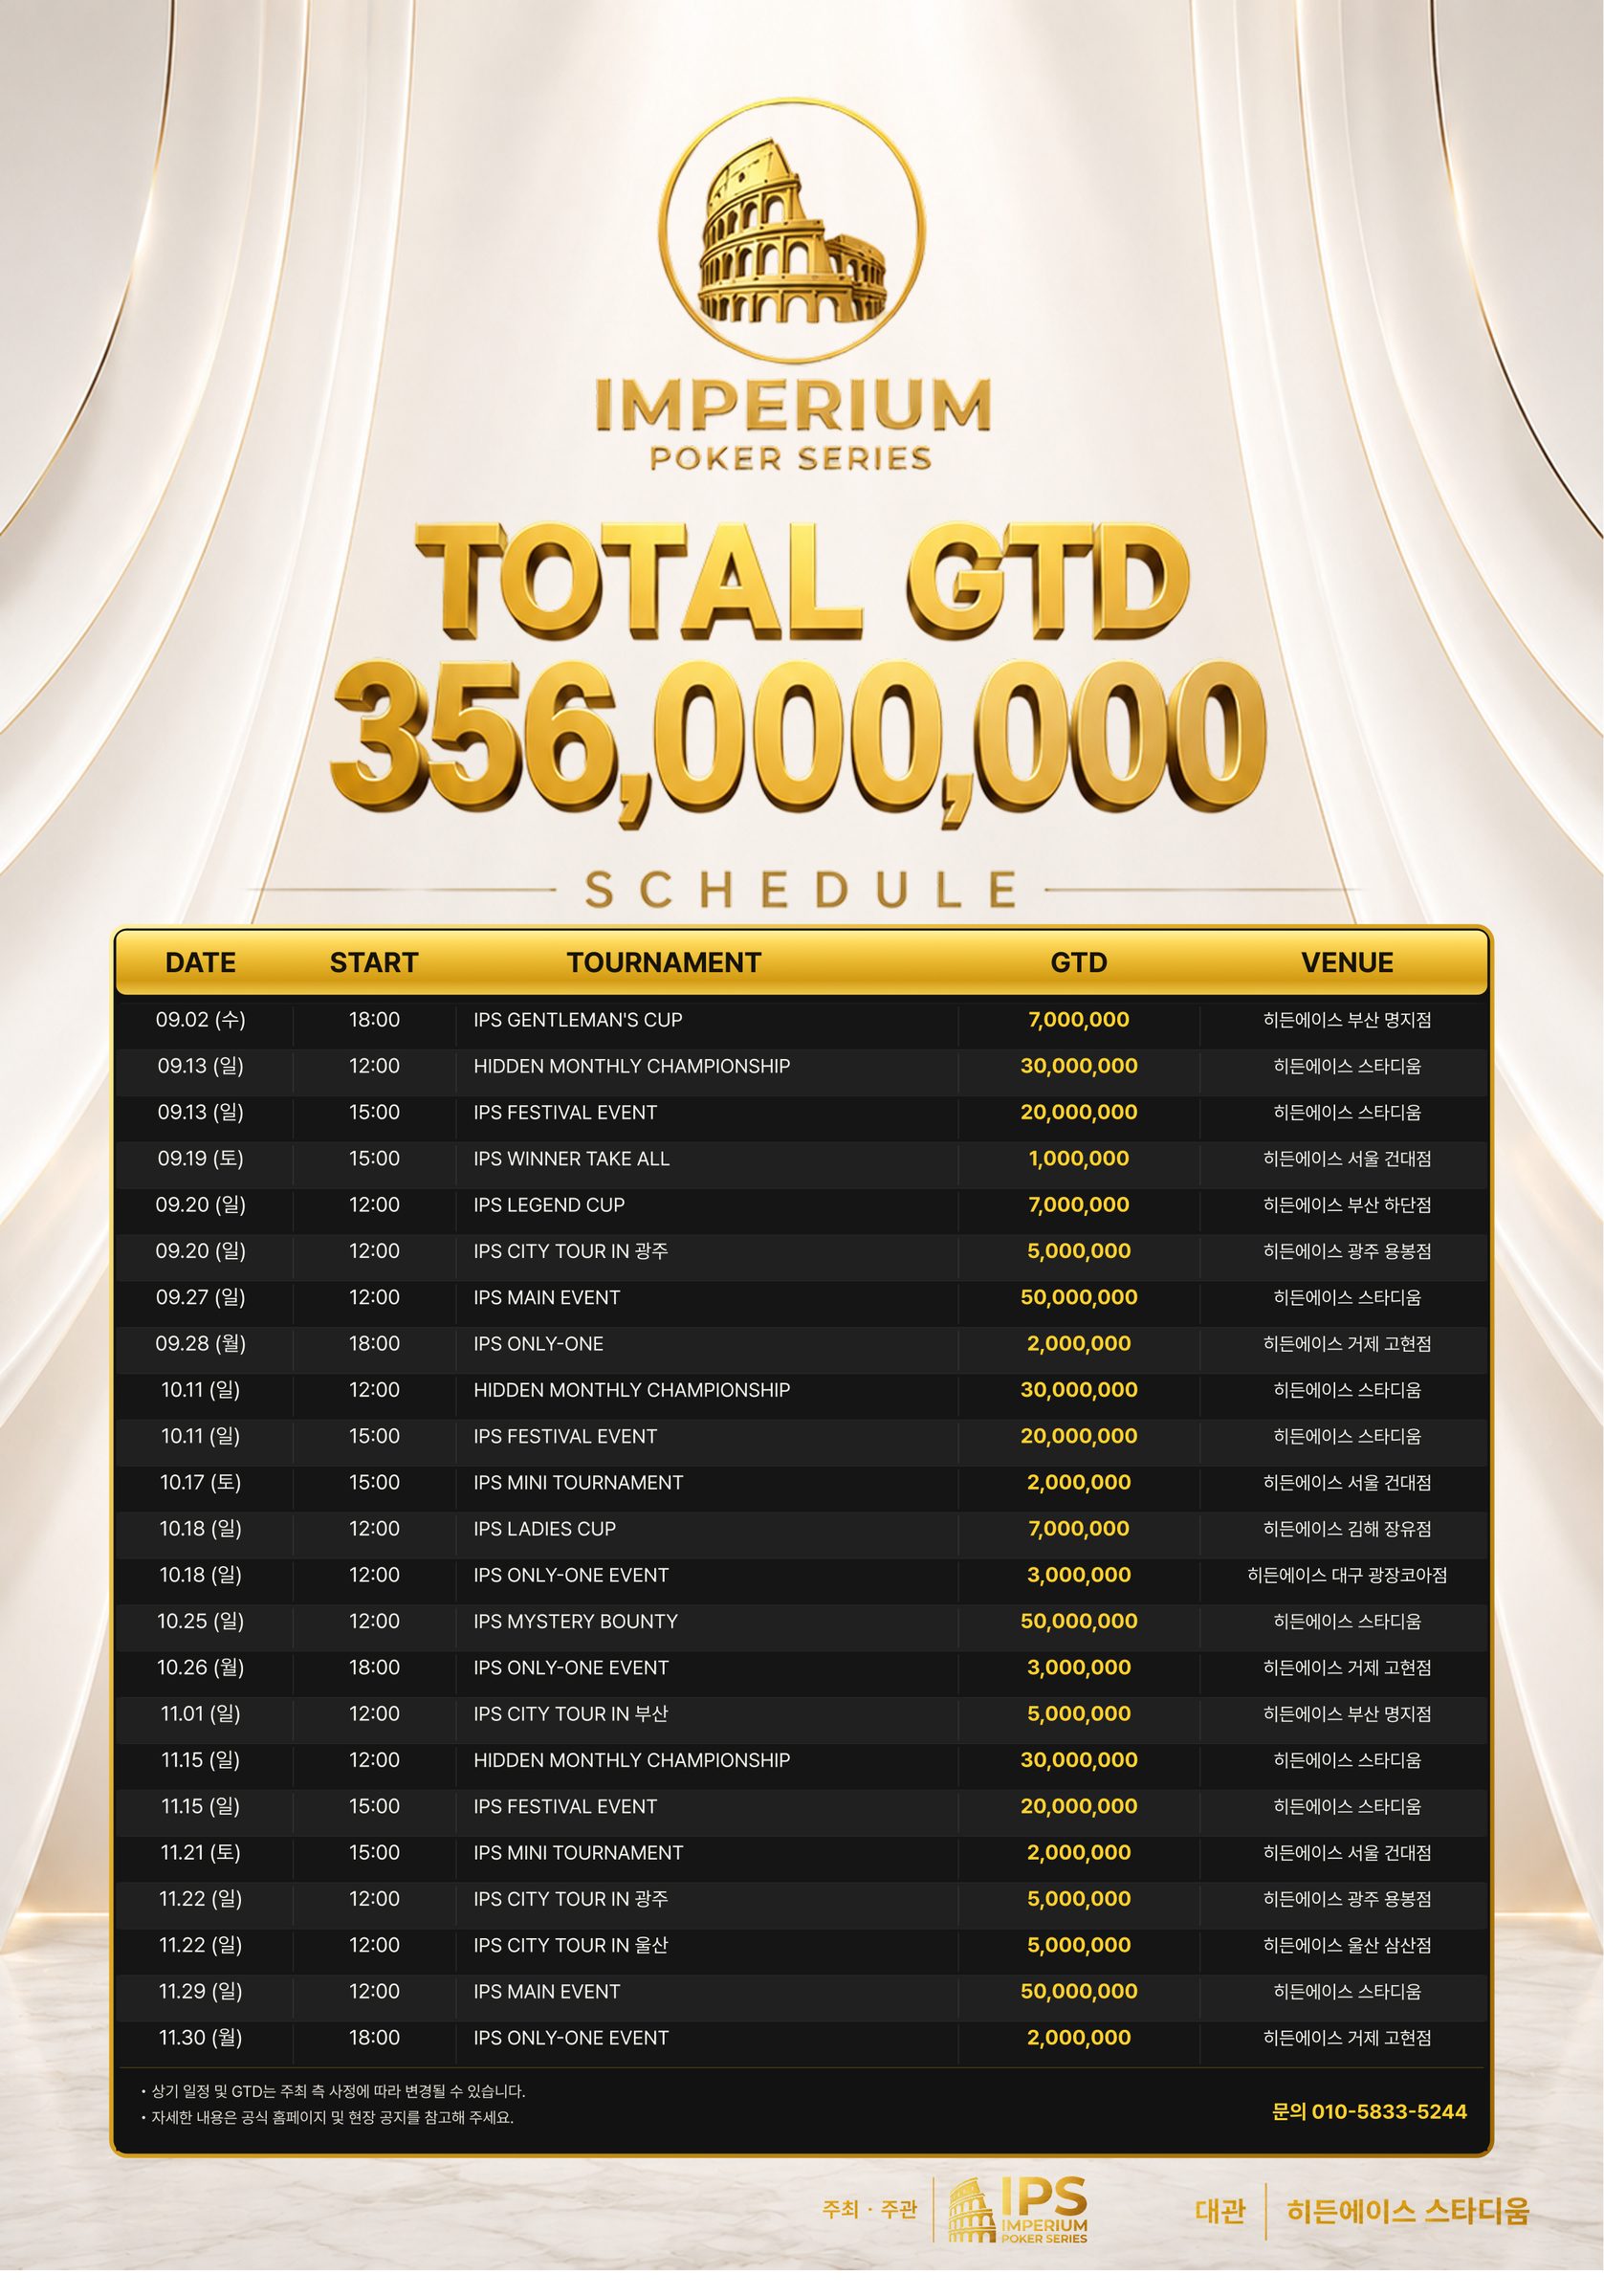 IMPERIUM
POKER SERIES
TOTAL GTD
356,000,000
SCHEDULE
DATE START TOURNAMENT GTD VENUE
09.02 (수) 18:00 IPS GENTLEMAN'S CUP 7,000,000 히든에이스 부산 명지점
09.13 (일) 12:00 HIDDEN MONTHLY CHAMPIONSHIP 30,000,000 히든에이스 스타디움
09.13 (일) 15:00 IPS FESTIVAL EVENT 20,000,000 히든에이스 스타디움
09.19 (토) 15:00 IPS WINNER TAKE ALL 1,000,000 히든에이스 서울 건대점
09.20 (일) 12:00 IPS LEGEND CUP 7,000,000 히든에이스 부산 하단점
09.20 (일) 12:00 IPS CITY TOUR IN 광주 5,000,000 히든에이스 광주 용봉점
09.27 (일) 12:00 IPS MAIN EVENT 50,000,000 히든에이스 스타디움
09.28 (월) 18:00 IPS ONLY-ONE 2,000,000 히든에이스 거제 고현점
10.11 (일) 12:00 HIDDEN MONTHLY CHAMPIONSHIP 30,000,000 히든에이스 스타디움
10.11 (일) 15:00 IPS FESTIVAL EVENT 20,000,000 히든에이스 스타디움
10.17 (토) 15:00 IPS MINI TOURNAMENT 2,000,000 히든에이스 서울 건대점
10.18 (일) 12:00 IPS LADIES CUP 7,000,000 히든에이스 김해 장유점
10.18 (일) 12:00 IPS ONLY-ONE EVENT 3,000,000 히든에이스 대구 광장코아점
10.25 (일) 12:00 IPS MYSTERY BOUNTY 50,000,000 히든에이스 스타디움
10.26 (월) 18:00 IPS ONLY-ONE EVENT 3,000,000 히든에이스 거제 고현점
11.01 (일) 12:00 IPS CITY TOUR IN 부산 5,000,000 히든에이스 부산 명지점
11.15 (일) 12:00 HIDDEN MONTHLY CHAMPIONSHIP 30,000,000 히든에이스 스타디움
11.15 (일) 15:00 IPS FESTIVAL EVENT 20,000,000 히든에이스 스타디움
11.21 (토) 15:00 IPS MINI TOURNAMENT 2,000,000 히든에이스 서울 건대점
11.22 (일) 12:00 IPS CITY TOUR IN 광주 5,000,000 히든에이스 광주 용봉점
11.22 (일) 12:00 IPS CITY TOUR IN 울산 5,000,000 히든에이스 울산 삼산점
11.29 (일) 12:00 IPS MAIN EVENT 50,000,000 히든에이스 스타디움
11.30 (월) 18:00 IPS ONLY-ONE EVENT 2,000,000 히든에이스 거제 고현점
• 상기 일정 및 GTD는 주최 측 사정에 따라 변경될 수 있습니다.
• 자세한 내용은 공식 홈페이지 및 현장 공지를 참고해 주세요.
문의 010-5833-5244
주최 · 주관
IPS
IMPERIUM
POKER SERIES
대관 히든에이스 스타디움